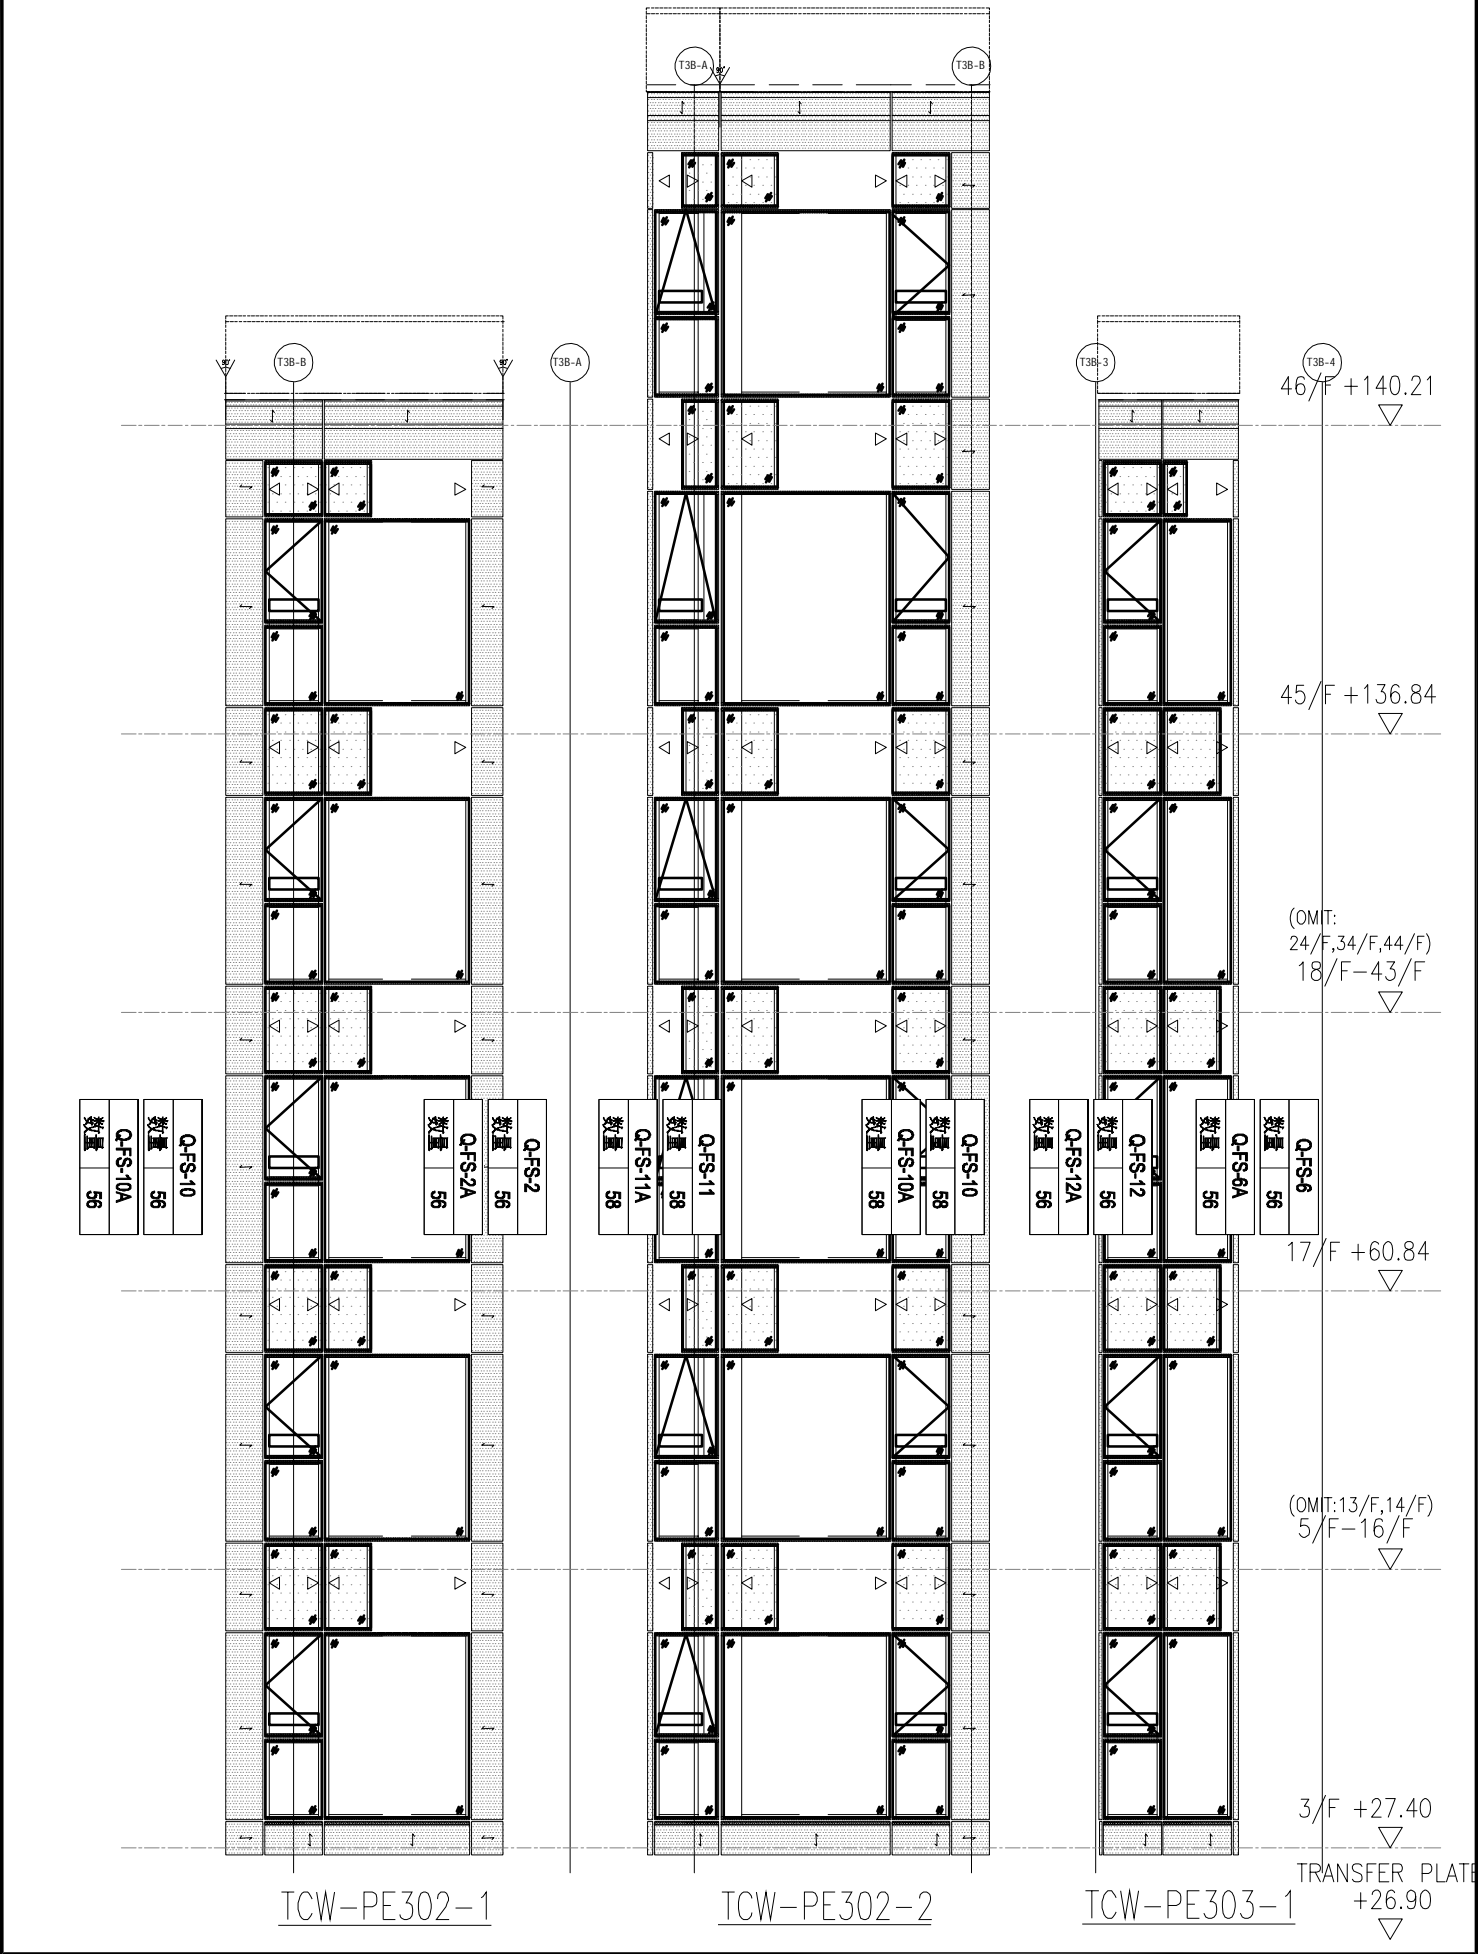 T3B-A
90°
T3B-B
90°
T3B-B
90°
T3B-A
T3B-3
T3B-4
46/F +140.21
45/F +136.84
(OMIT:
24/F,34/F,44/F)
18/F-43/F
Q-FS-10
数量 56
Q-FS-10A
数量 56
Q-FS-2
数量 56
Q-FS-2A
数量 56
Q-FS-11
数量 58
Q-FS-11A
数量 58
Q-FS-10
数量 58
Q-FS-10A
数量 58
Q-FS-12
数量 56
Q-FS-12A
数量 56
Q-FS-6
数量 56
Q-FS-6A
数量 56
17/F +60.84
(OMIT:13/F,14/F)
5/F-16/F
3/F +27.40
TRANSFER PLATE
+26.90
TCW-PE302-1
TCW-PE302-2
TCW-PE303-1